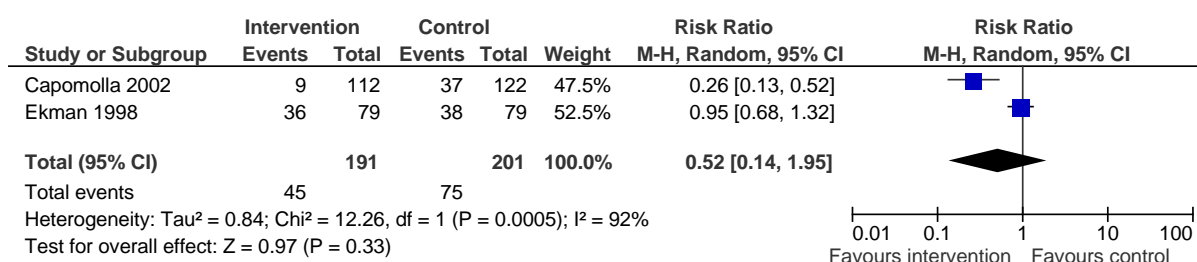 Intervention Control Risk Ratio Risk Ratio
Study or Subgroup Events Total Events Total Weight M-H, Random, 95% CI M-H, Random, 95% CI
Capomolla 2002 9 112 37 122 47.5% 0.26 [0.13, 0.52]
Ekman 1998 36 79 38 79 52.5% 0.95 [0.68, 1.32]
Total (95% CI) 191 201 100.0% 0.52 [0.14, 1.95]
Total events 45 75
Heterogeneity: Tau² = 0.84; Chi² = 12.26, df = 1 (P = 0.0005); I² = 92%
Test for overall effect: Z = 0.97 (P = 0.33)
0.01 0.1 1 10 100
Favours intervention Favours control